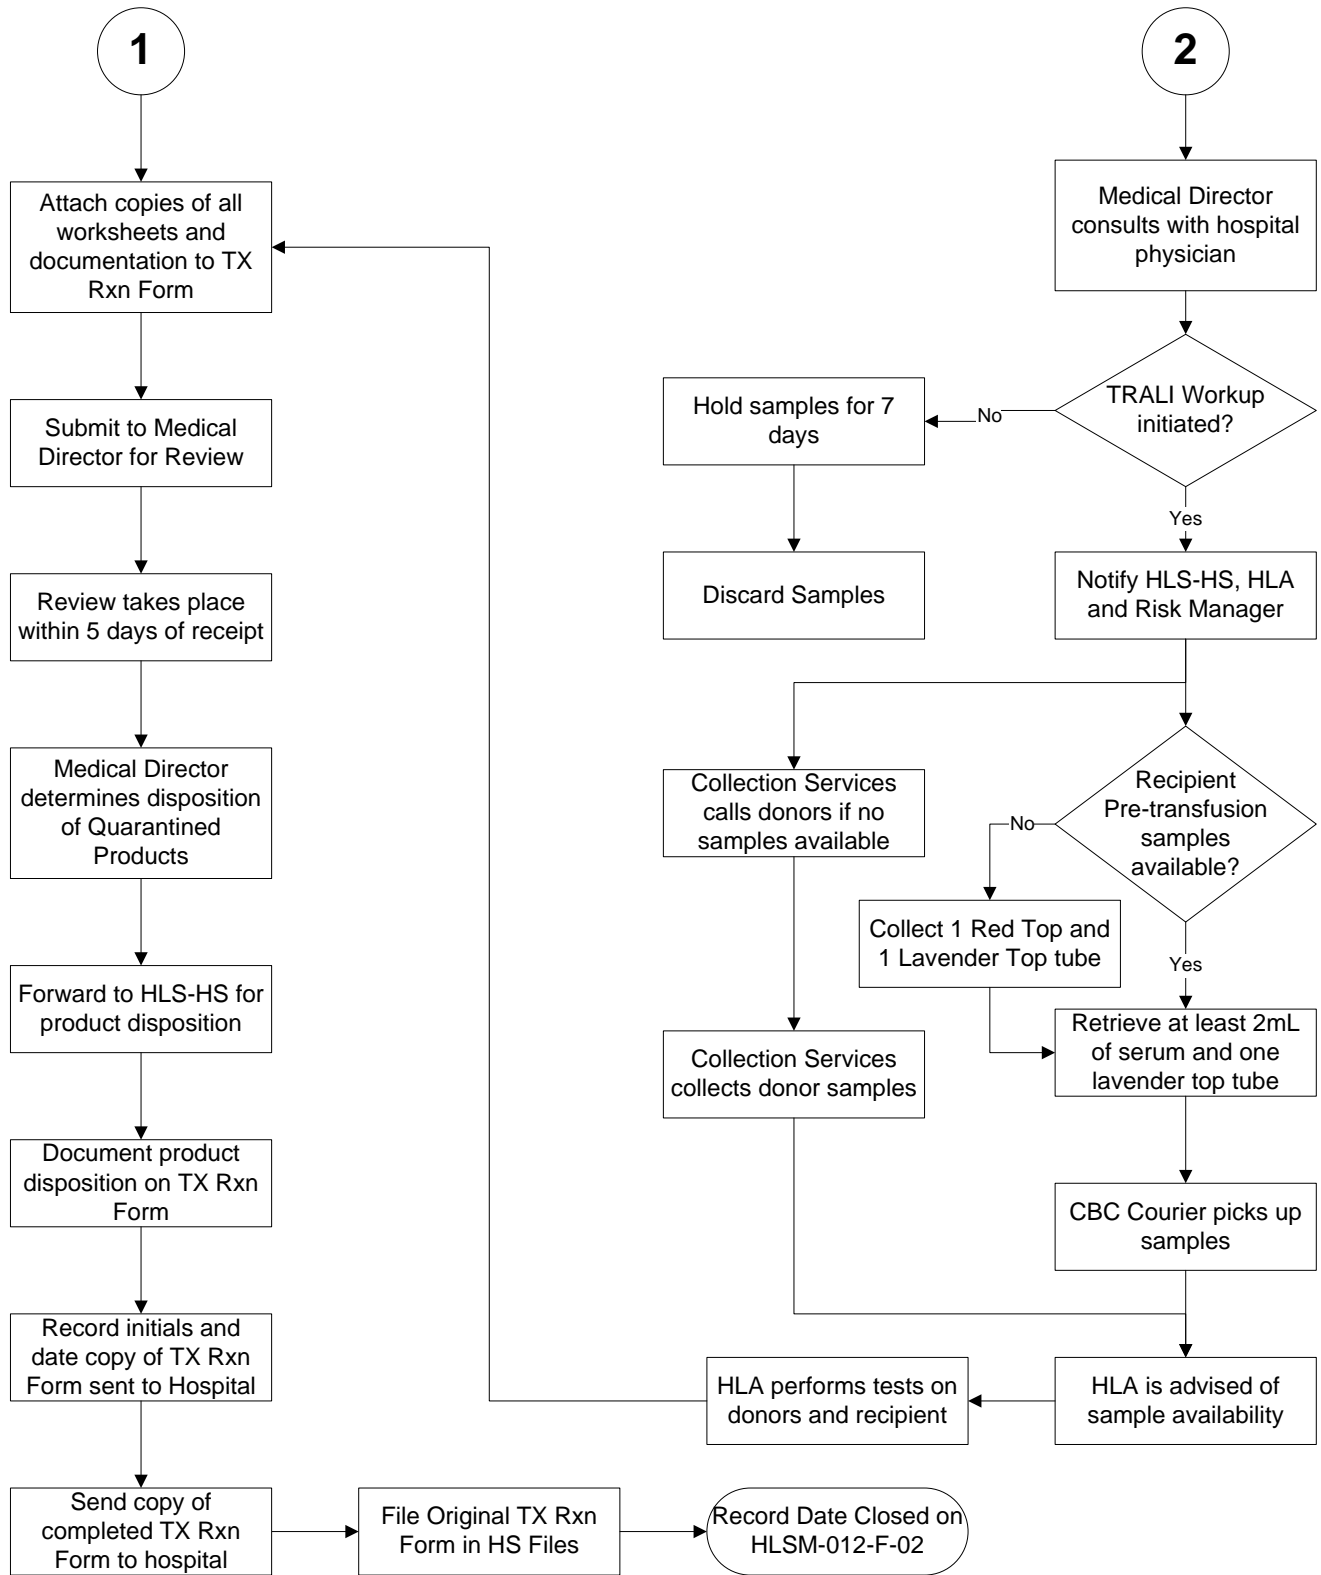 1
Attach copies of all
worksheets and
documentation to TX
Rxn Form
Submit to Medical
Director for Review
Review takes place
within 5 days of receipt
Medical Director
determines disposition
of Quarantined
Products
Forward to HLS-HS for
product disposition
Document product
disposition on TX Rxn
Form
Record initials and
date copy of TX Rxn
Form sent to Hospital
Send copy of
completed TX Rxn
Form to hospital
File Original TX Rxn
Form in HS Files
Record Date Closed on
HLSM-012-F-02
2
Medical Director
consults with hospital
physician
TRALI Workup
initiated?
No
Hold samples for 7
days
Discard Samples
Yes
Notify HLS-HS, HLA
and Risk Manager
Collection Services
calls donors if no
samples available
Collection Services
collects donor samples
Recipient
Pre-transfusion
samples
available?
No
Collect 1 Red Top and
1 Lavender Top tube
Yes
Retrieve at least 2mL
of serum and one
lavender top tube
CBC Courier picks up
samples
HLA is advised of
sample availability
HLA performs tests on
donors and recipient